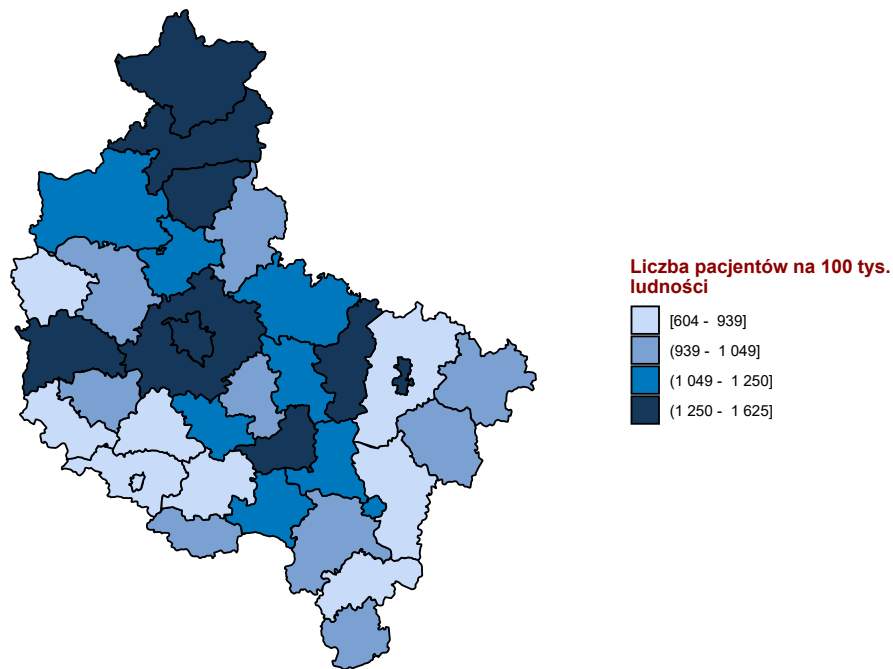 Liczba pacjentów na 100 tys.
ludności
[604 - 939]
(939 - 1 049]
(1 049 - 1 250]
(1 250 - 1 625]